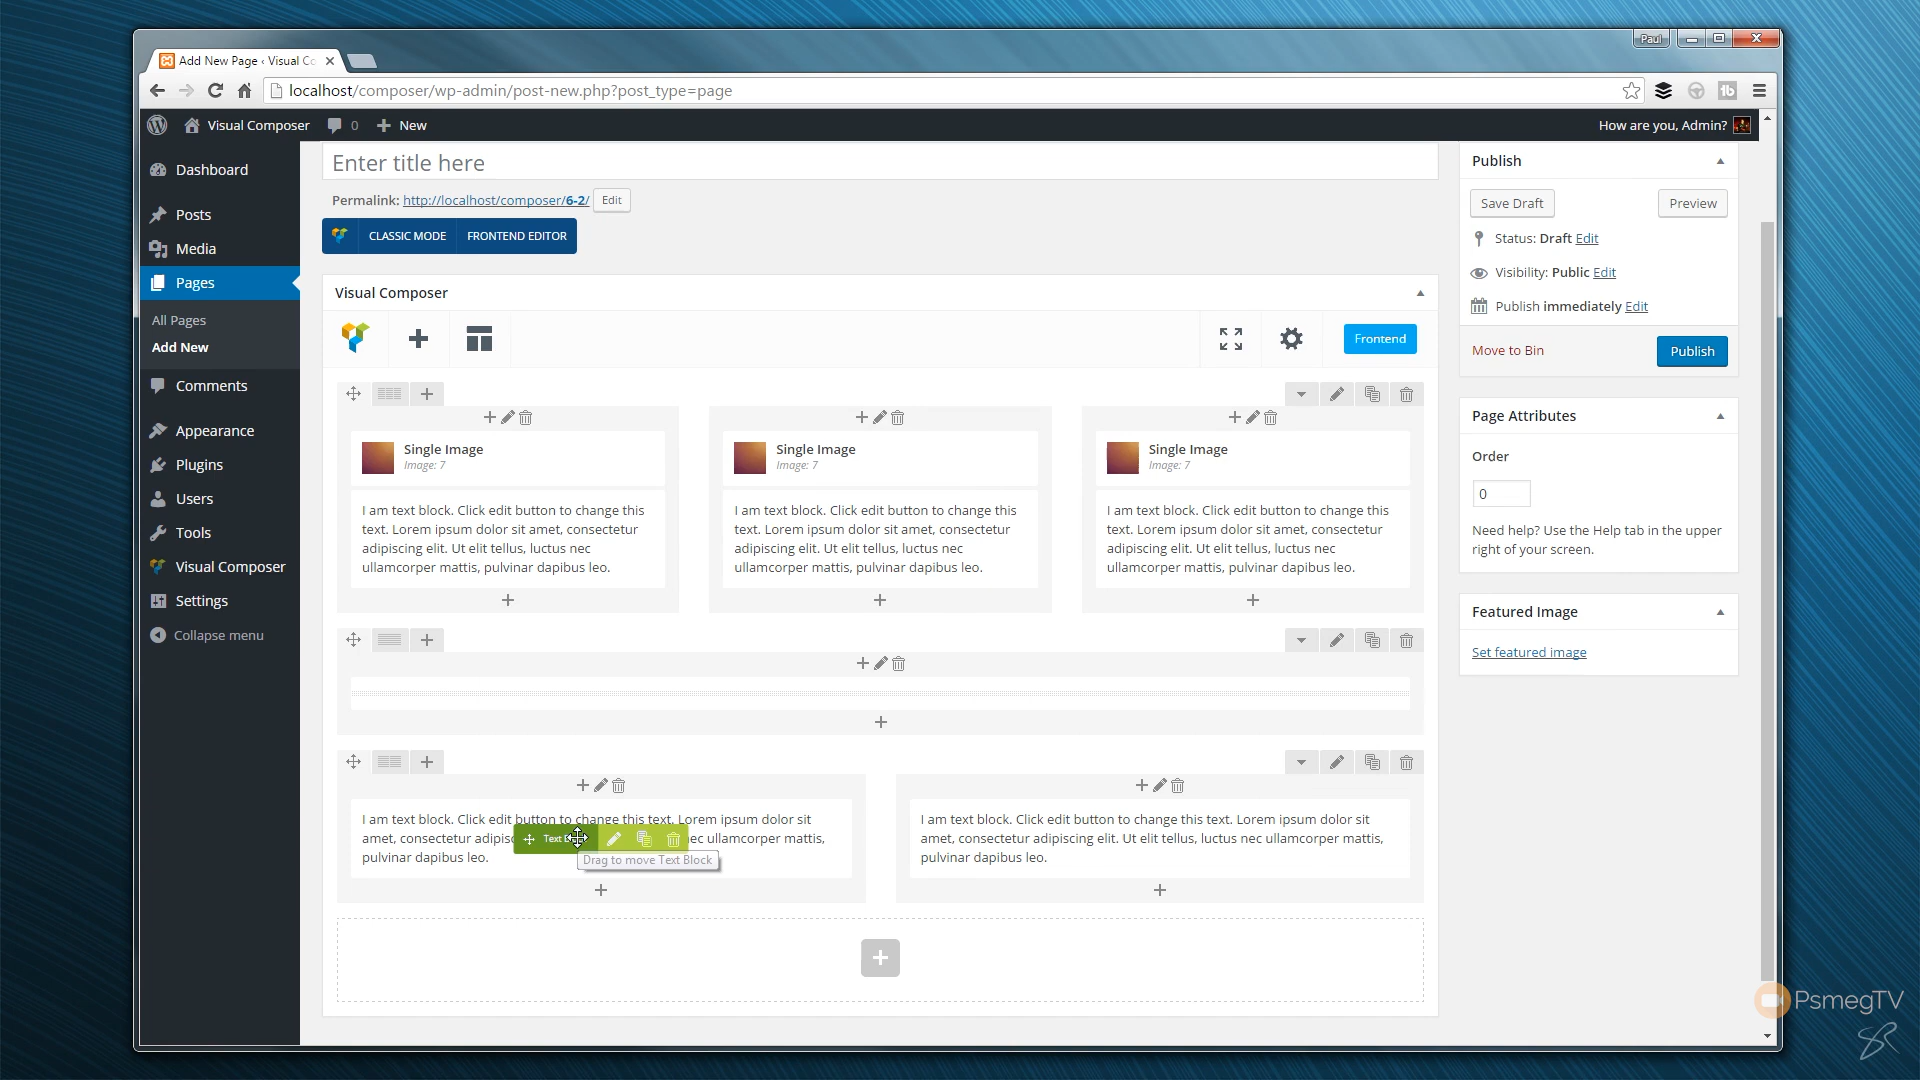 Paul
Add New Page ‹ Visual Co
localhost/composer/wp-admin/post-new.php?post_type=page
Visual Composer
0
New
How are you, Admin?
Dashboard
Posts
Media
Pages
All Pages
Add New
Comments
Appearance
Plugins
Users
Tools
Visual Composer
Settings
Collapse menu
Enter title here
Permalink: http://localhost/composer/6-2/ Edit
CLASSIC MODE
FRONTEND EDITOR
Visual Composer
Frontend
Single Image
Image: 7
I am text block. Click edit button to change this
text. Lorem ipsum dolor sit amet, consectetur
adipiscing elit. Ut elit tellus, luctus nec
ullamcorper mattis, pulvinar dapibus leo.
Single Image
Image: 7
I am text block. Click edit button to change this
text. Lorem ipsum dolor sit amet, consectetur
adipiscing elit. Ut elit tellus, luctus nec
ullamcorper mattis, pulvinar dapibus leo.
Single Image
Image: 7
I am text block. Click edit button to change this
text. Lorem ipsum dolor sit amet, consectetur
adipiscing elit. Ut elit tellus, luctus nec
ullamcorper mattis, pulvinar dapibus leo.
I am text block. Click edit button to change this text. Lorem ipsum dolor sit
amet, consectetur adipisc nec ullamcorper mattis,
pulvinar dapibus leo.
Text B
Drag to move Text Block
I am text block. Click edit button to change this text. Lorem ipsum dolor sit
amet, consectetur adipiscing elit. Ut elit tellus, luctus nec ullamcorper mattis,
pulvinar dapibus leo.
Publish
Save Draft
Preview
Status: Draft Edit
Visibility: Public Edit
Publish immediately Edit
Move to Bin
Publish
Page Attributes
Order
0
Need help? Use the Help tab in the upper
right of your screen.
Featured Image
Set featured image
PsmegTV